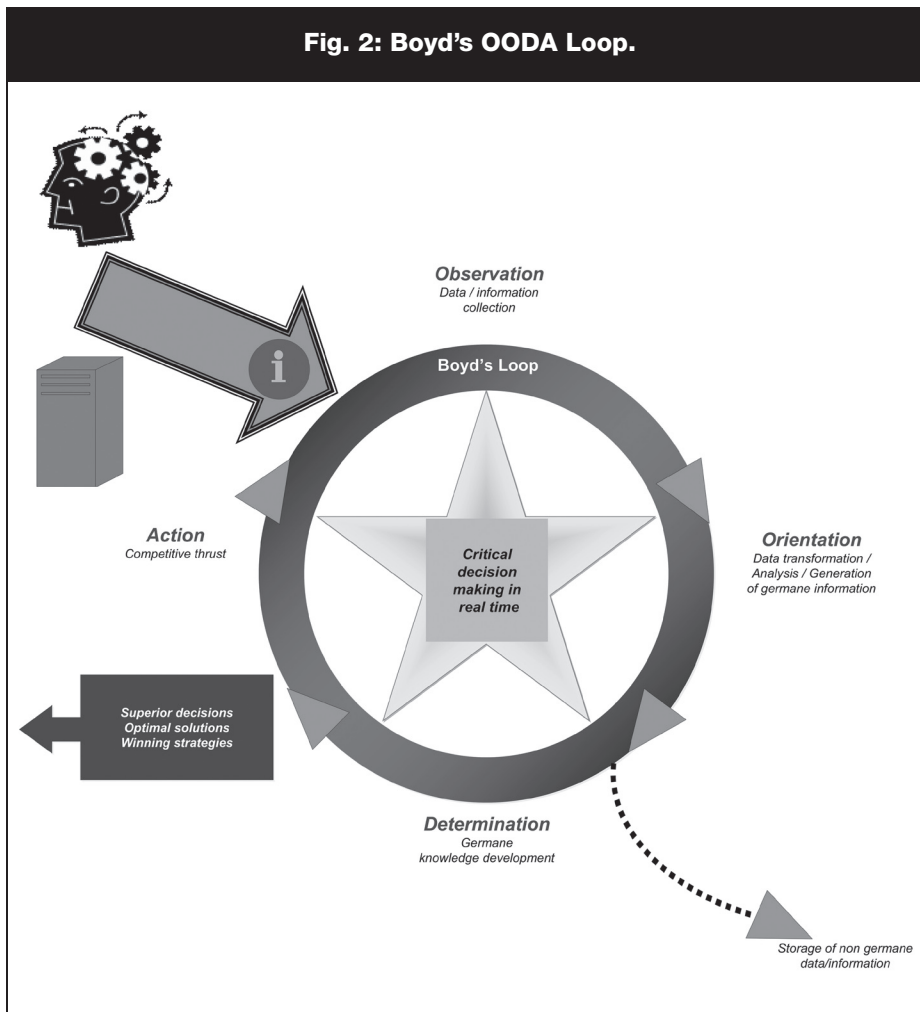 Fig. 2: Boyd's OODA Loop.
i
Observation
Data / information
collection
Boyd's Loop
Action
Competitive thrust
Critical
decision
making in
real time
Orientation
Data transformation /
Analysis / Generation
of germane information
Superior decisions
Optimal solutions
Winning strategies
Determination
Germane
knowledge development
Storage of non germane
data/information